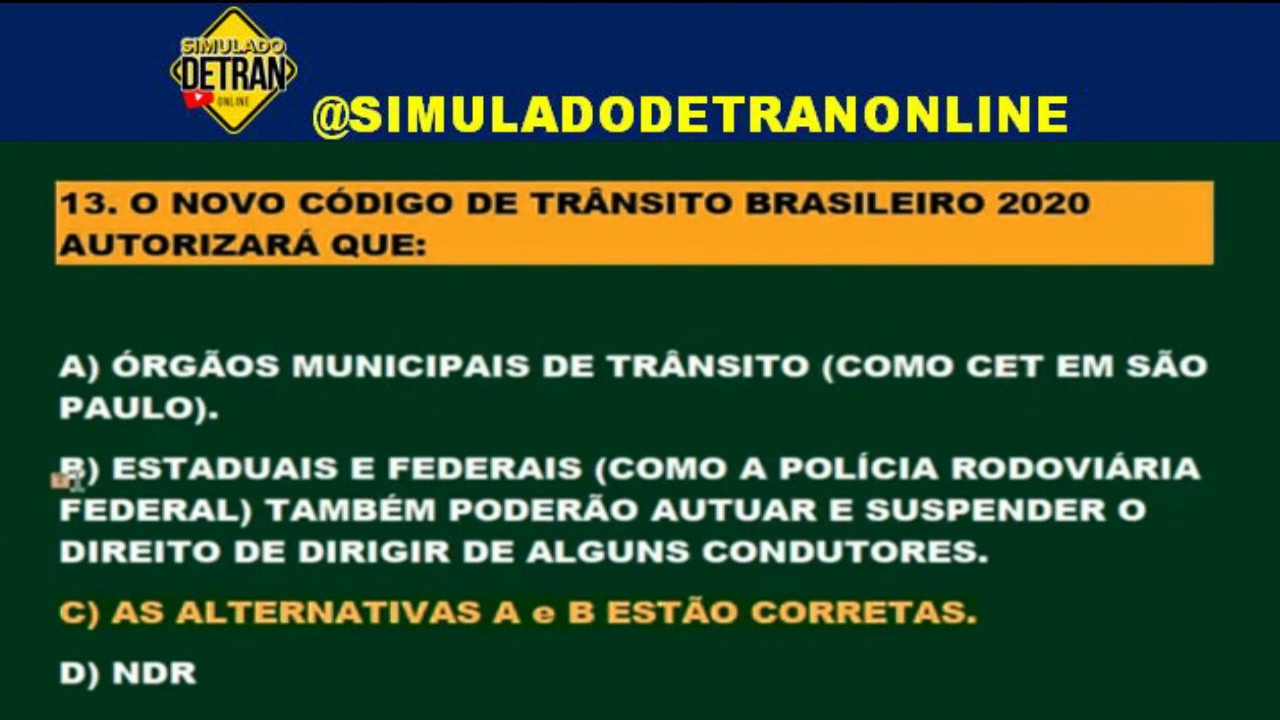 SIMULADO
DETRAN
ONLINE
@SIMULADODETRANONLINE
13. O NOVO CÓDIGO DE TRÂNSITO BRASILEIRO 2020
AUTORIZARÁ QUE:
A) ÓRGÃOS MUNICIPAIS DE TRÂNSITO (COMO CET EM SÃO
PAULO).
B) ESTADUAIS E FEDERAIS (COMO A POLÍCIA RODOVIÁRIA
FEDERAL) TAMBÉM PODERÃO AUTUAR E SUSPENDER O
DIREITO DE DIRIGIR DE ALGUNS CONDUTORES.
C) AS ALTERNATIVAS A e B ESTÃO CORRETAS.
D) NDR